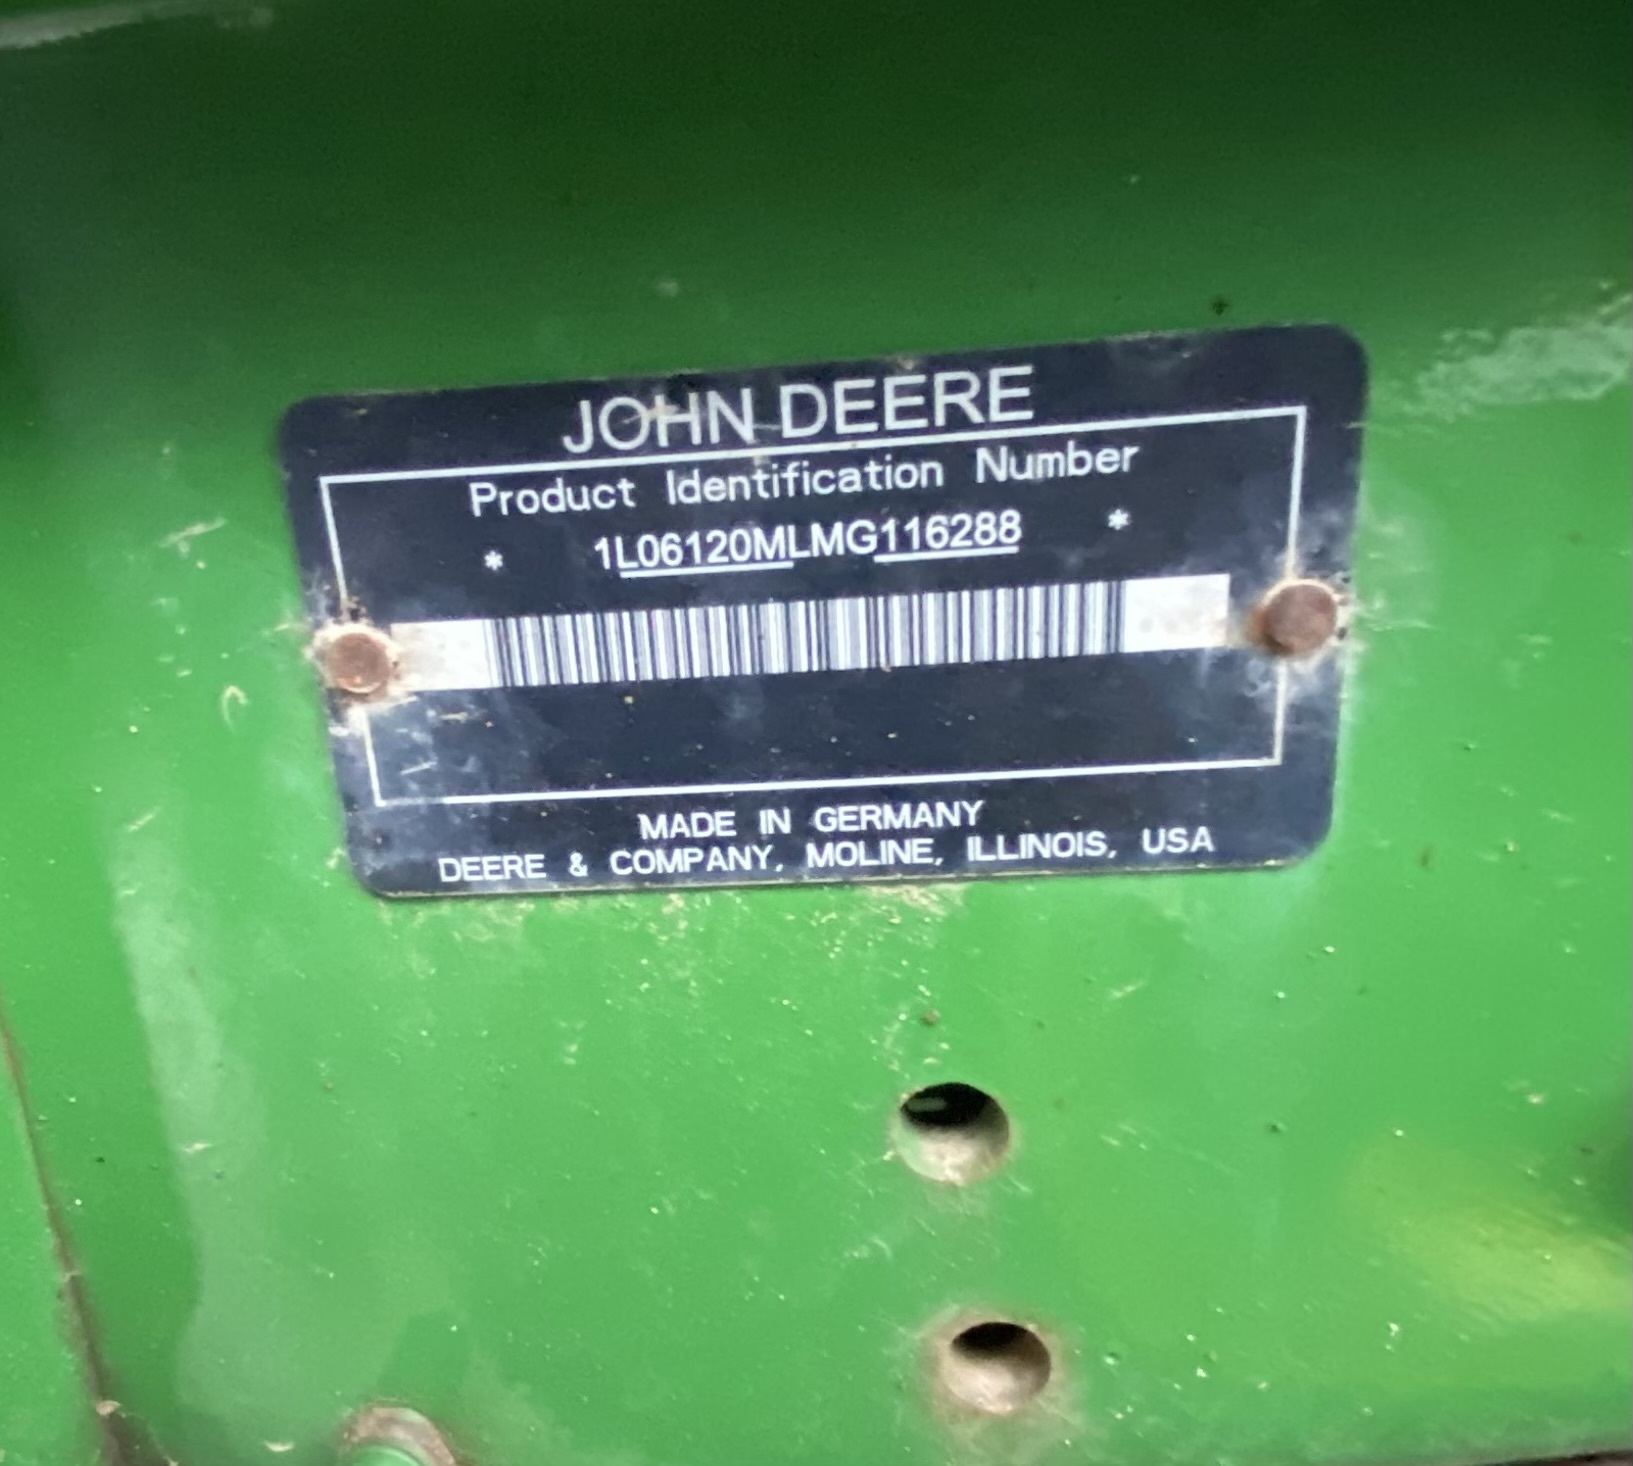 JOHN DEERE
Product Identification Number
* 1L06120MLMG116288 *
MADE IN GERMANY
DEERE & COMPANY, MOLINE, ILLINOIS, USA